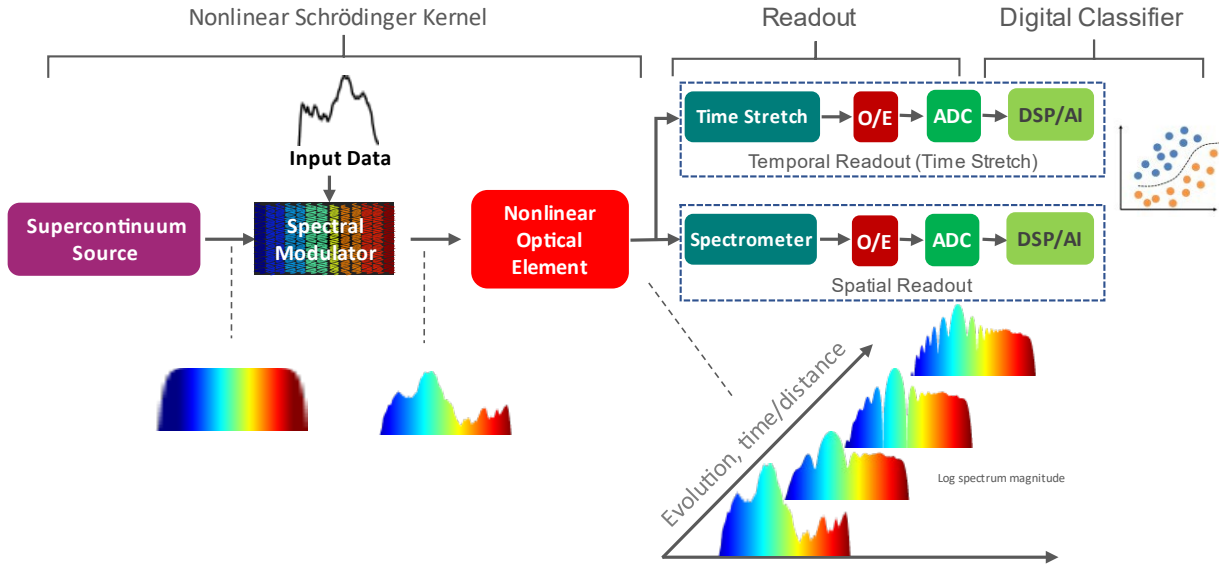 Nonlinear Schrödinger Kernel
Readout
Digital Classifier
Input Data
Supercontinuum
Source
Spectral
Modulator
Nonlinear
Optical
Element
Time Stretch
O/E
ADC
DSP/AI
Temporal Readout (Time Stretch)
Spectrometer
O/E
ADC
DSP/AI
Spatial Readout
Evolution, time/distance
Log spectrum magnitude